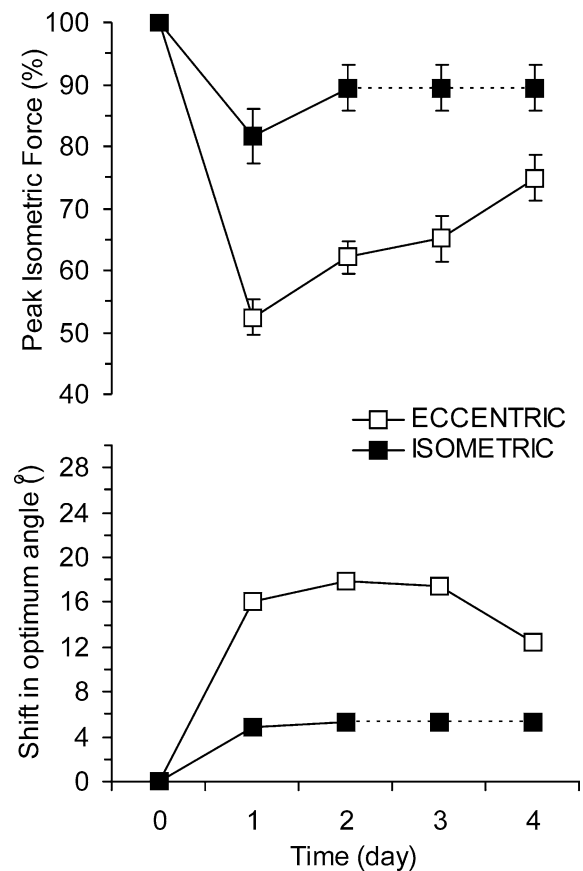 Peak Isometric Force (%)
100
90
80
70
60
50
40
ECCENTRIC
ISOMETRIC
Shift in optimum angle (º)
28
24
20
16
12
8
4
0
0 1 2 3 4
Time (day)